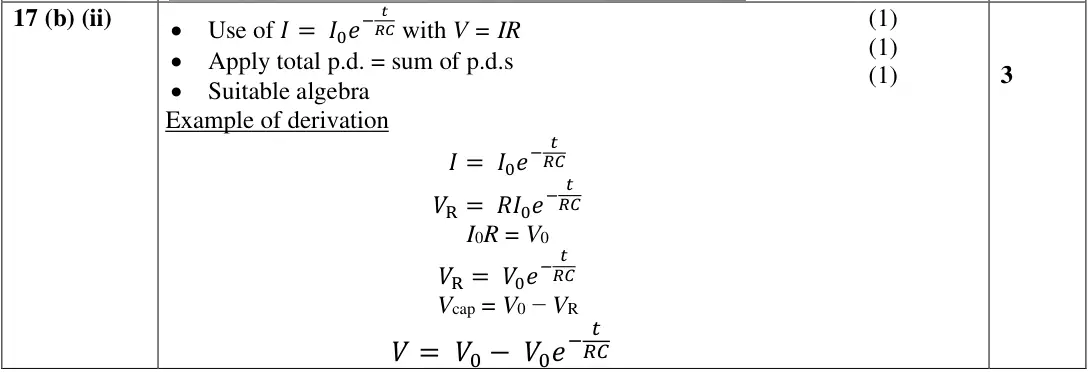 17 (b) (ii)
• Use of I = I₀e^(−t/RC) with V = IR (1)
• Apply total p.d. = sum of p.d.s (1)
• Suitable algebra (1) 3
Example of derivation
I = I₀e^(−t/RC)
V_R = RI₀e^(−t/RC)
I₀R = V₀
V_R = V₀e^(−t/RC)
V_cap = V₀ − V_R
V = V₀ − V₀e^(−t/RC)